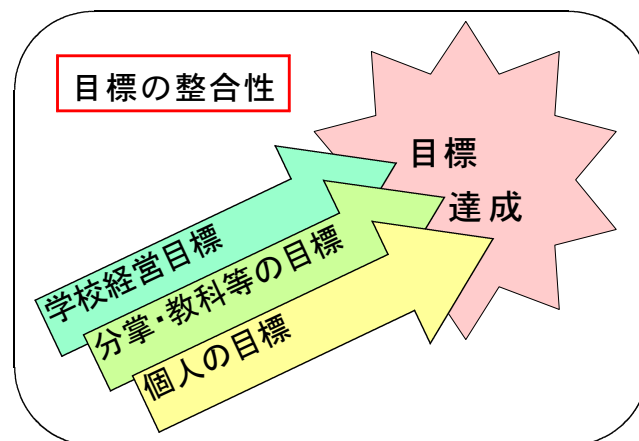 目標の整合性
目標
達成
学校経営目標
分掌・教科等の目標
個人の目標